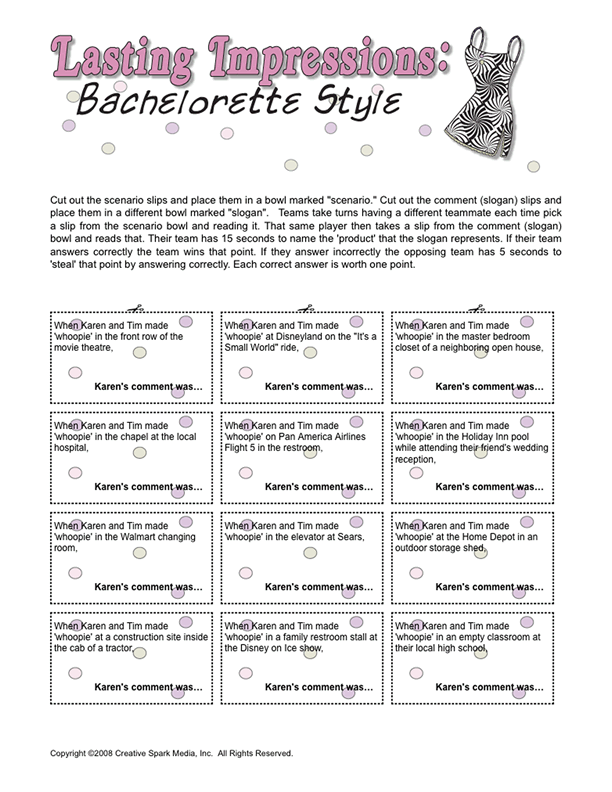 Lasting Impressions:
Bachelorette Style
Cut out the scenario slips and place them in a bowl marked "scenario." Cut out the comment (slogan) slips and
place them in a different bowl marked "slogan".   Teams take turns having a different teammate each time pick
a slip from the scenario bowl and reading it. That same player then takes a slip from the comment (slogan)
bowl and reads that. Their team has 15 seconds to name the 'product' that the slogan represents. If their team
answers correctly the team wins that point. If they answer incorrectly the opposing team has 5 seconds to
'steal' that point by answering correctly. Each correct answer is worth one point.
When Karen and Tim made
'whoopie' in the front row of the
movie theatre,
Karen's comment was…
When Karen and Tim made
'whoopie' at Disneyland on the "It's a
Small World" ride,
Karen's comment was…
When Karen and Tim made
'whoopie' in the master bedroom
closet of a neighboring open house,
Karen's comment was…
When Karen and Tim made
'whoopie' in the chapel at the local
hospital,
Karen's comment was…
When Karen and Tim made
'whoopie' on Pan America Airlines
Flight 5 in the restroom,
Karen's comment was…
When Karen and Tim made
'whoopie' in the Holiday Inn pool
while attending their friend's wedding
reception,
Karen's comment was…
When Karen and Tim made
'whoopie' in the Walmart changing
room,
Karen's comment was…
When Karen and Tim made
'whoopie' in the elevator at Sears,
Karen's comment was…
When Karen and Tim made
'whoopie' at the Home Depot in an
outdoor storage shed,
Karen's comment was…
When Karen and Tim made
'whoopie' at a construction site inside
the cab of a tractor,
Karen's comment was…
When Karen and Tim made
'whoopie' in a family restroom stall at
the Disney on Ice show,
Karen's comment was…
When Karen and Tim made
'whoopie' in an empty classroom at
their local high school,
Karen's comment was…
Copyright ©2008 Creative Spark Media, Inc.  All Rights Reserved.